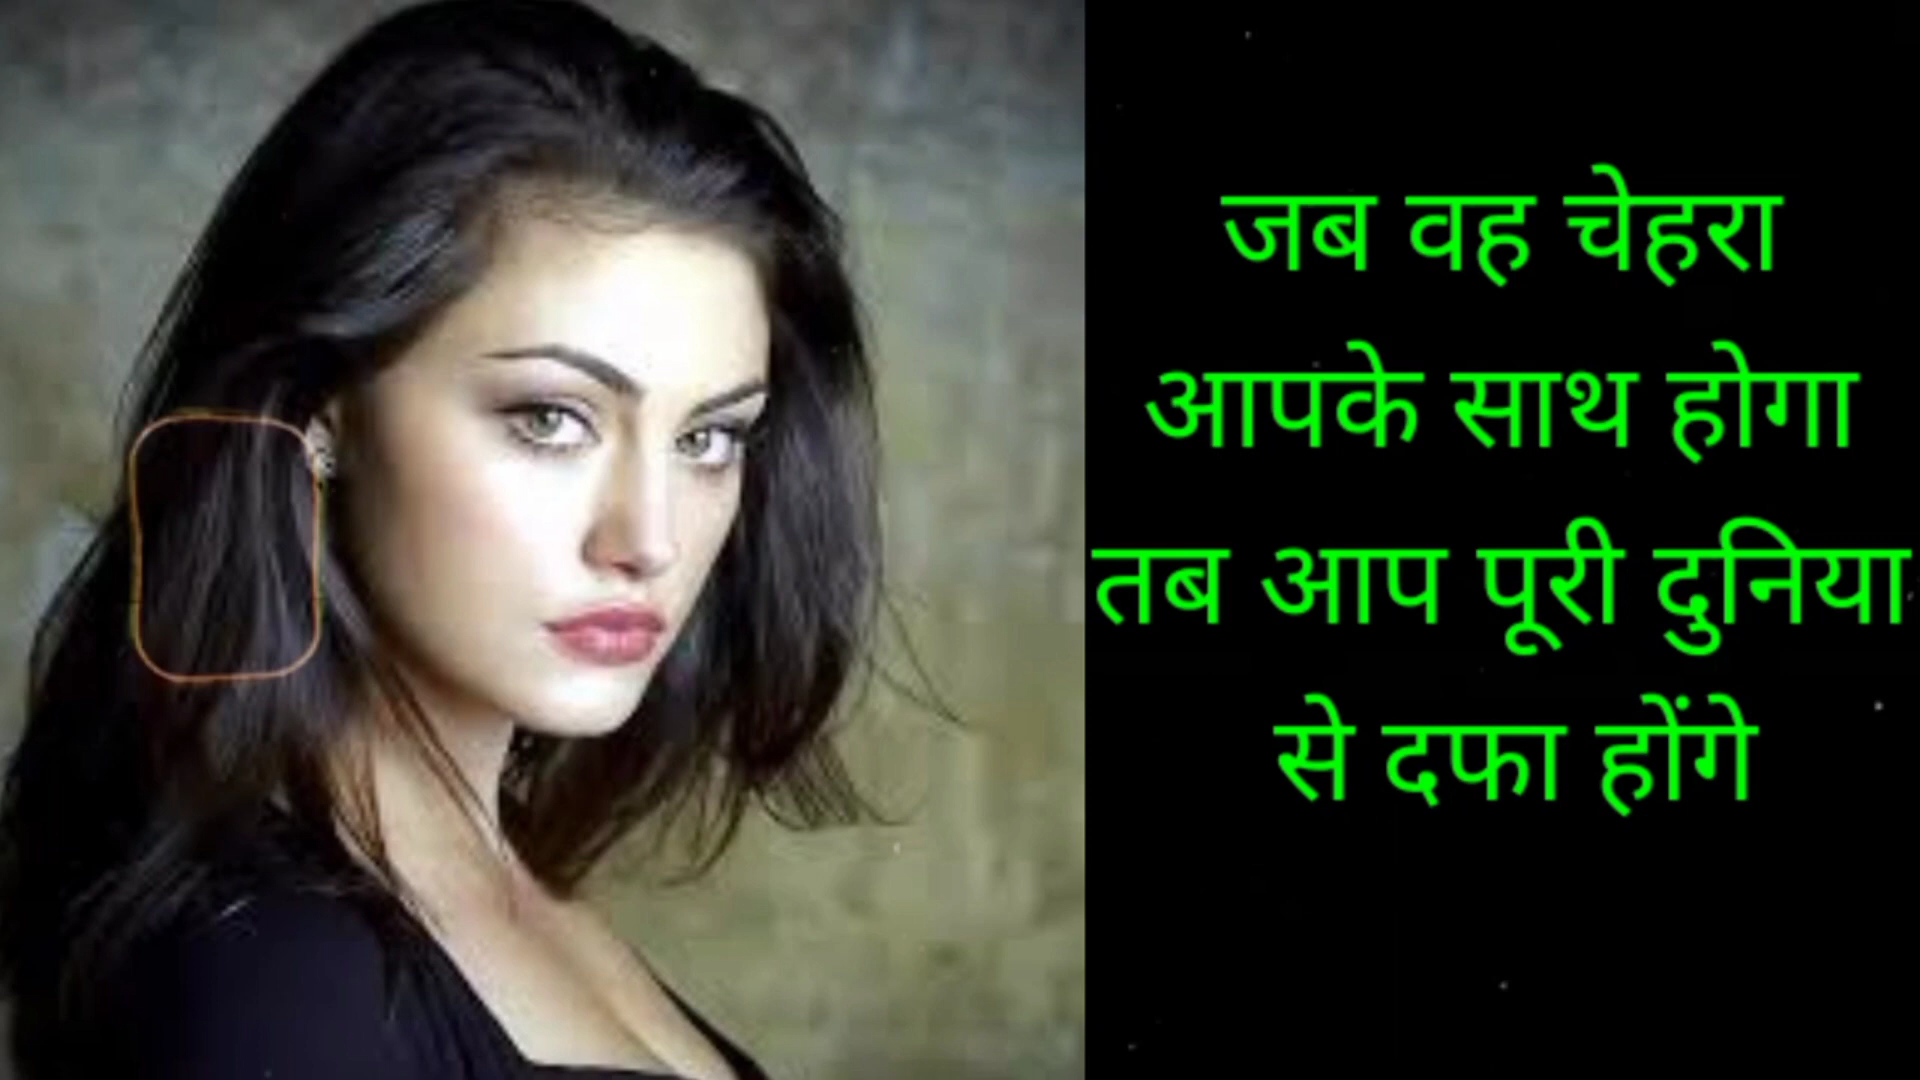 जब वह चेहरा
आपके साथ होगा
तब आप पूरी दुनिया
से दफा होंगे